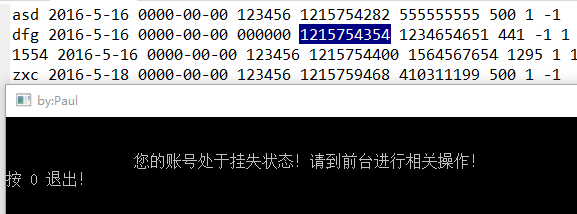 asd 2016-5-16 0000-00-00 123456 1215754282 555555555 500 1 -1
dfg 2016-5-16 0000-00-00 000000 1215754354 1234654651 441 -1 1
1554 2016-5-16 0000-00-00 123456 1215754400 1564567654 1295 1 1
zxc 2016-5-18 0000-00-00 123456 1215759468 410311199 500 1 -1
by:Paul
您的账号处于挂失状态! 请到前台进行相关操作!
按 0 退出!